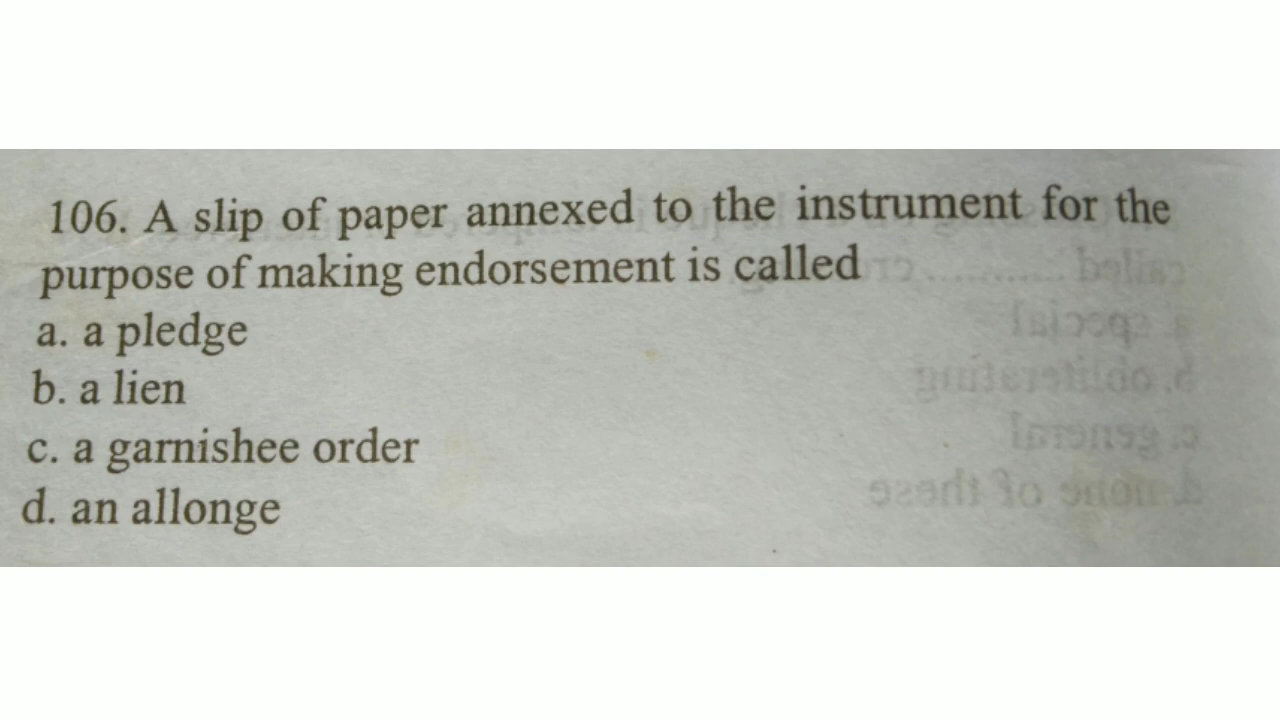 106. A slip of paper annexed to the instrument for the
purpose of making endorsement is called
a. a pledge
b. a lien
c. a garnishee order
d. an allonge